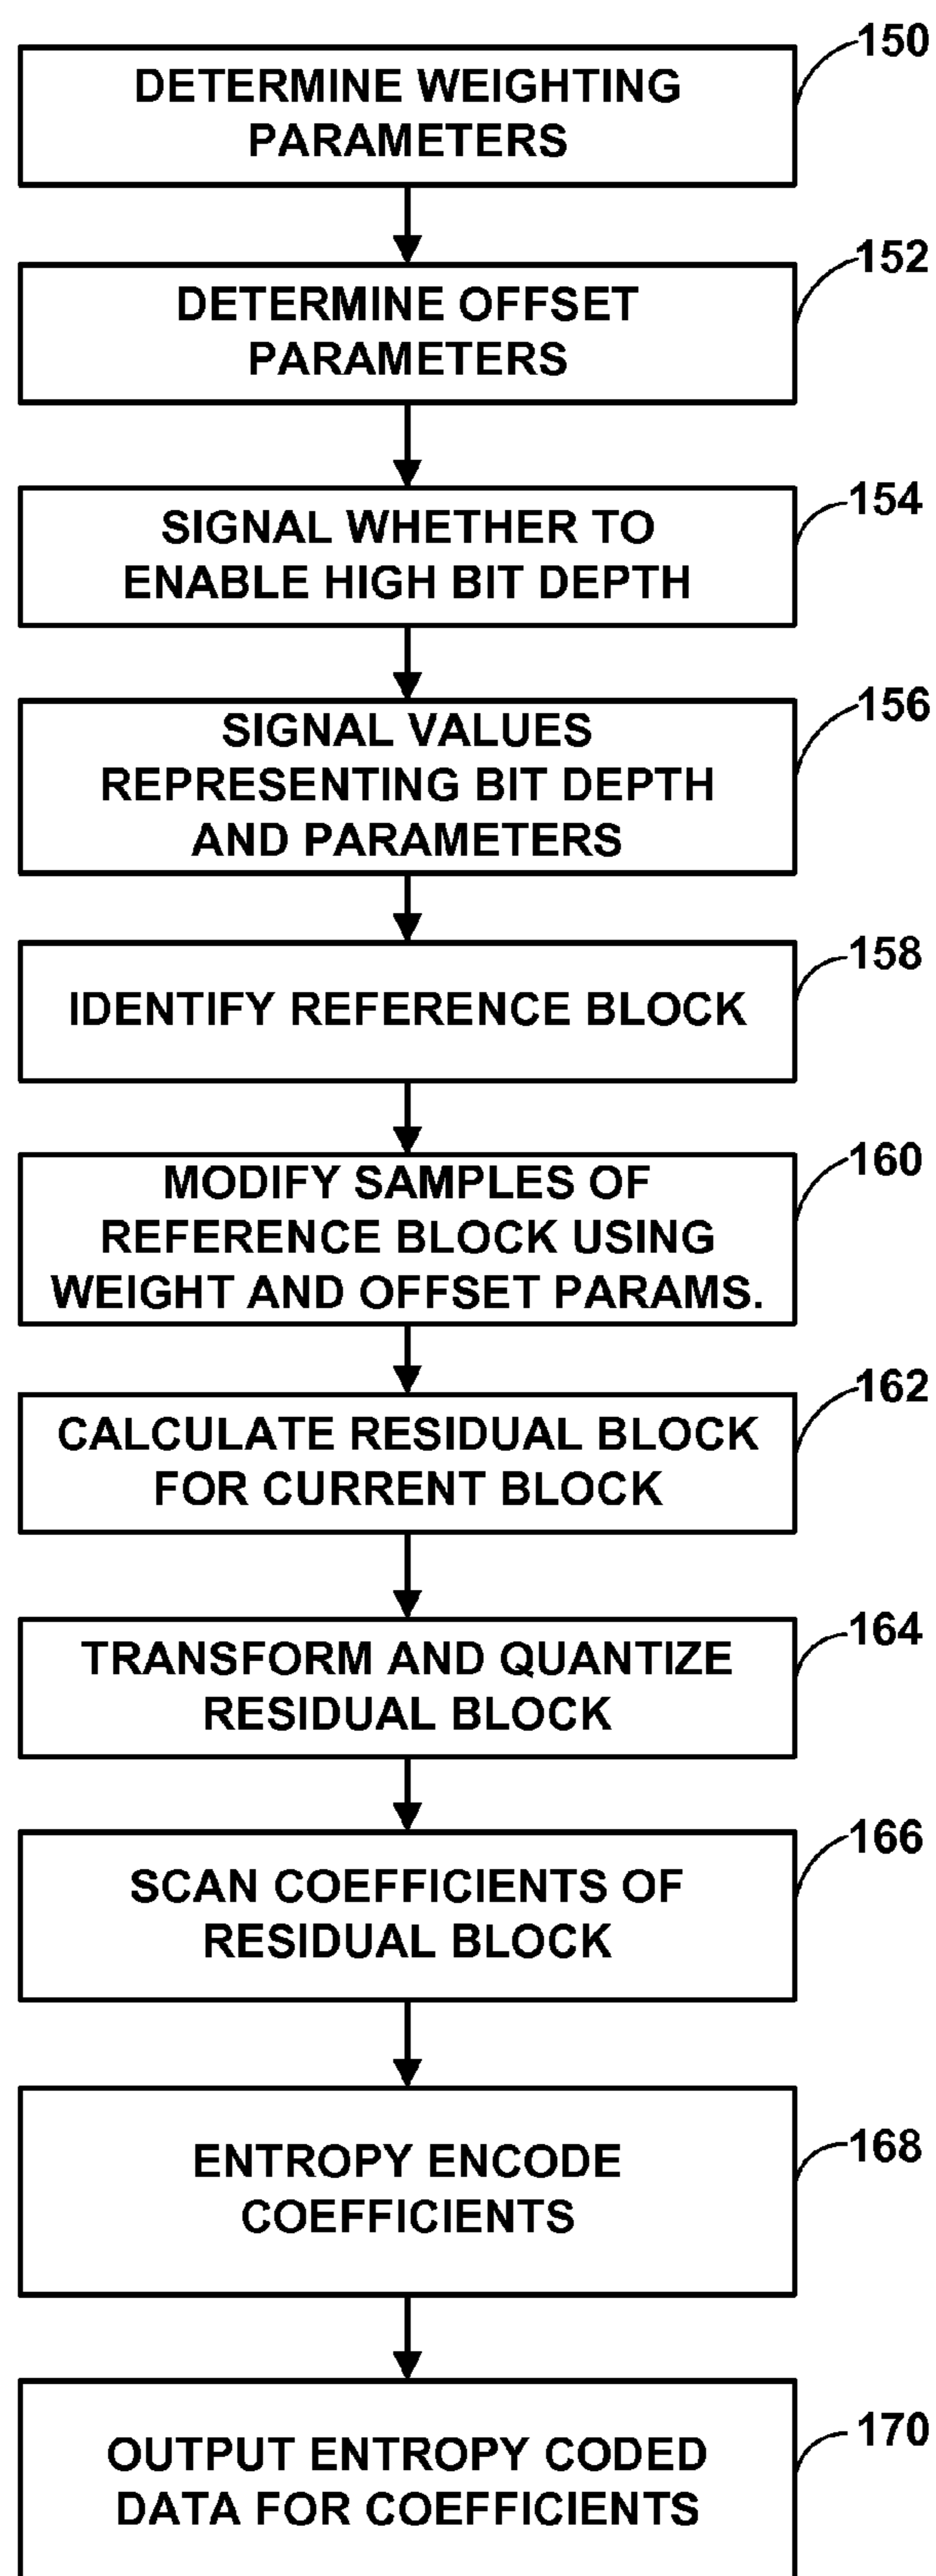 150
DETERMINE WEIGHTING
PARAMETERS
152
DETERMINE OFFSET
PARAMETERS
154
SIGNAL WHETHER TO
ENABLE HIGH BIT DEPTH
156
SIGNAL VALUES
REPRESENTING BIT DEPTH
AND PARAMETERS
158
IDENTIFY REFERENCE BLOCK
160
MODIFY SAMPLES OF
REFERENCE BLOCK USING
WEIGHT AND OFFSET PARAMS.
162
CALCULATE RESIDUAL BLOCK
FOR CURRENT BLOCK
164
TRANSFORM AND QUANTIZE
RESIDUAL BLOCK
166
SCAN COEFFICIENTS OF
RESIDUAL BLOCK
168
ENTROPY ENCODE
COEFFICIENTS
170
OUTPUT ENTROPY CODED
DATA FOR COEFFICIENTS